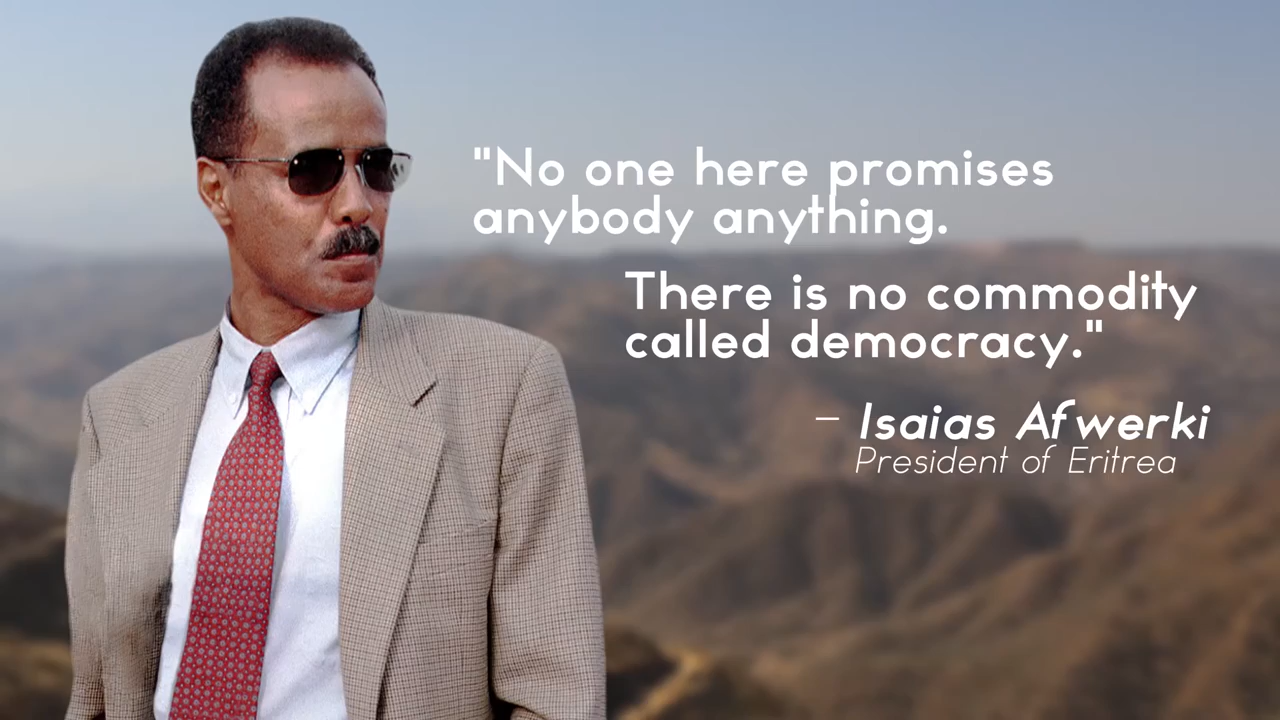 "No one here promises
anybody anything.
There is no commodity
called democracy."
– Isaias Afwerki
President of Eritrea